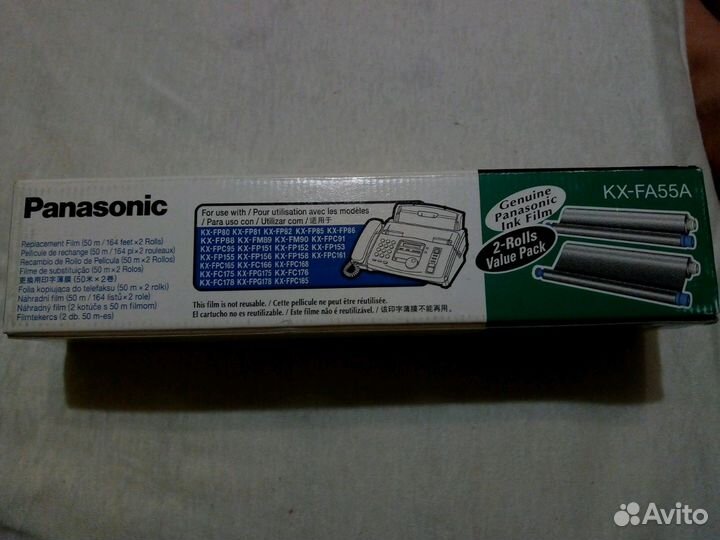 Panasonic
Replacement Film (50 m / 164 feet×2 Rolls)
Pellicule de rechange (50 m / 164 pi×2 rouleaux)
Recambio de Rollo de Película (50 m ×2 Rollos)
Filme de substituição (50 m ×2 Rolos)
更換用印字薄膜 (50米×2卷)
Folia kopiująca do telefaksu (50 m × 2 rolki)
Náhradní film (50 m / 164 listů× 2 role)
Náhradný film (2 kotúče s 50 m filmom)
Filmtekercs (2 db. 50 m-es)
For use with / Pour utilisation avec les modèles
/ Para uso con / Utilizar com / 适用于
KX-FP80 KX-FP81 KX-FP82 KX-FP85 KX-FP86
KX-FP88 KX-FM89 KX-FM90 KX-FPC91
KX-FPC95 KX-FP151 KX-FP152 KX-FP153
KX-FP155 KX-FP156 KX-FP158 KX-FPC161
KX-FPC165 KX-FC166 KX-FPC168
KX-FC175 KX-FPG175 KX-FC176
KX-FC178 KX-FPG178 KX-FPC185
This film is not reusable. / Cette pellicule ne peut être réutilisée.
El cartucho no es reutilizable. / Este filme não é reutilizável. / 该印字薄膜不能再用。
Genuine
Panasonic
Ink Film
2-Rolls
Value Pack
KX-FA55A
Avito